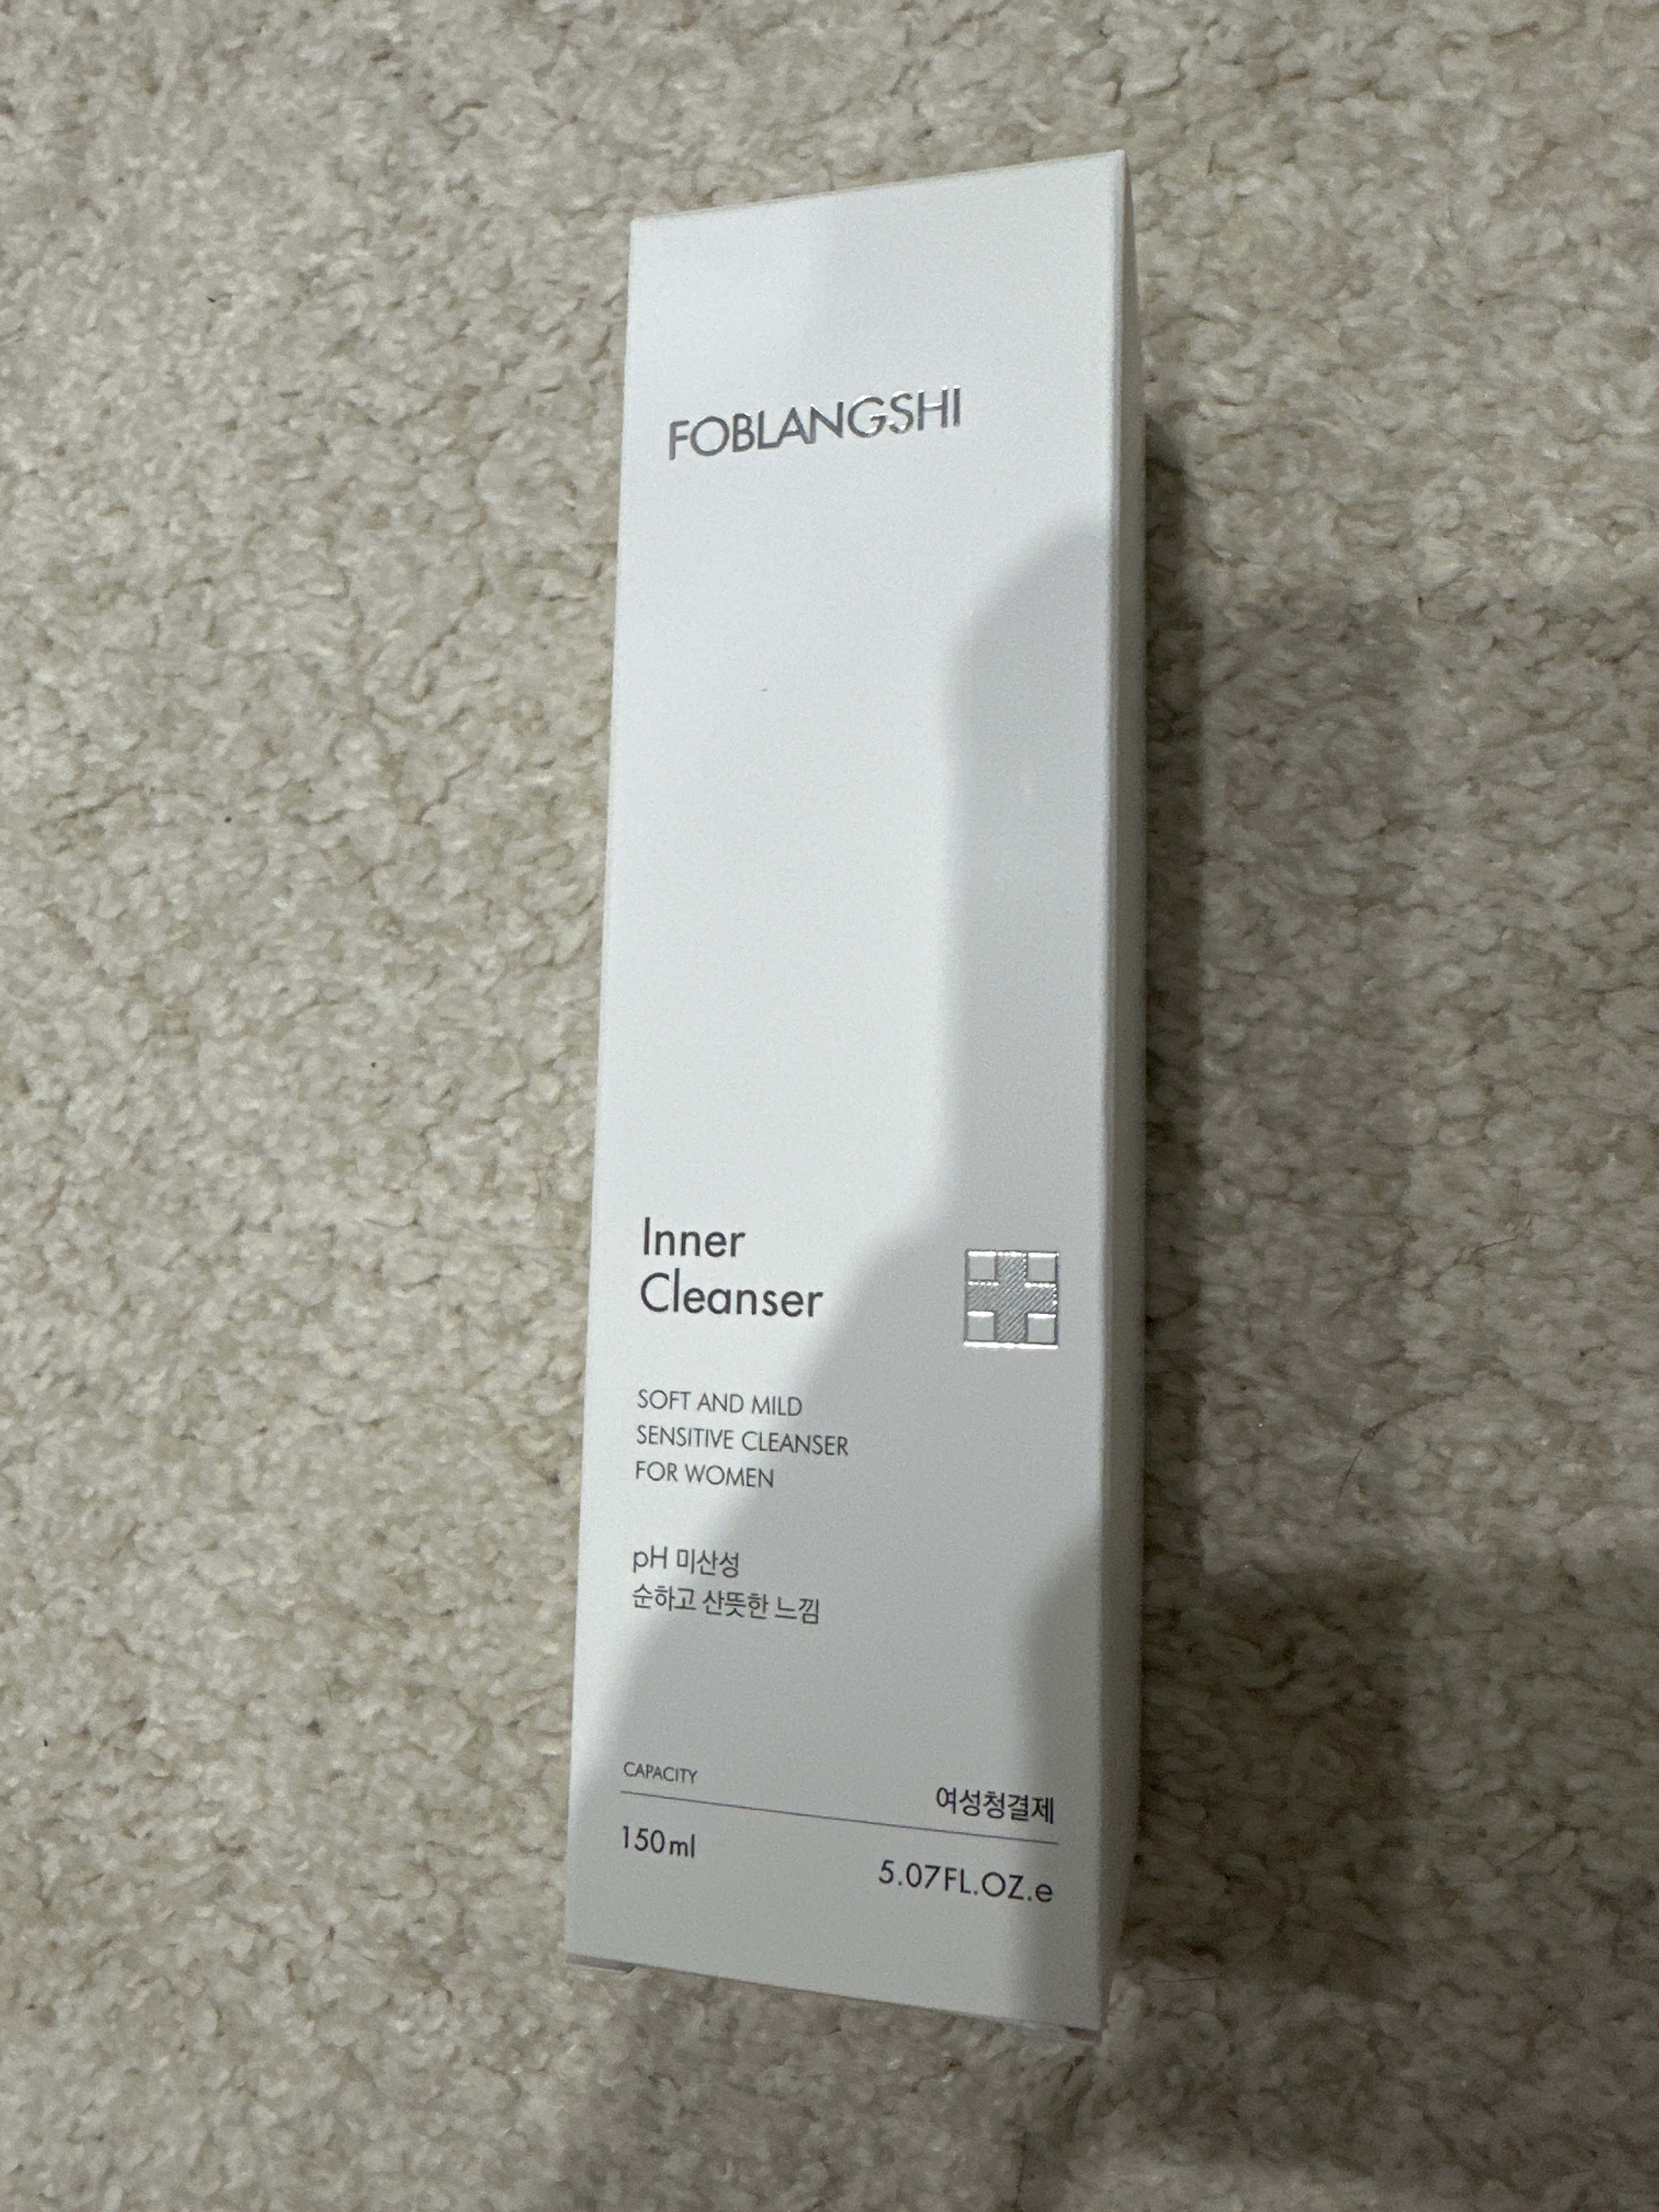 FOBLANGSHI
Inner
Cleanser
SOFT AND MILD
SENSITIVE CLEANSER
FOR WOMEN
pH 미산성
순하고 산뜻한 느낌
CAPACITY
여성청결제
150ml
5.07FL.OZ.e